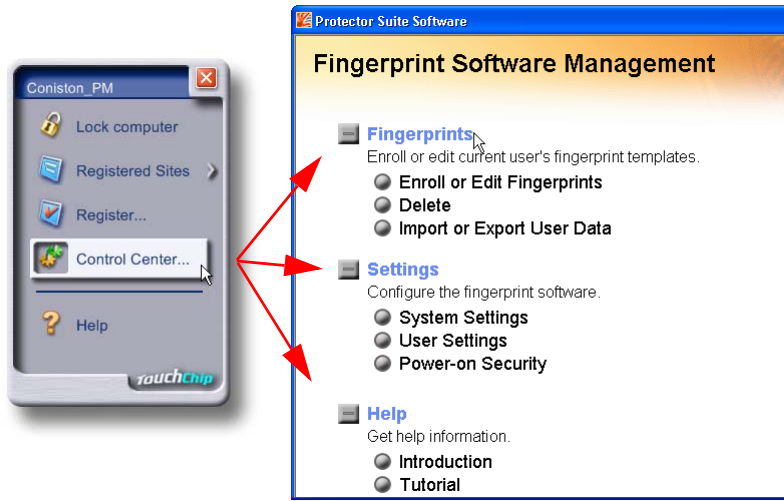 Coniston_PM
Lock computer
Registered Sites
Register...
Control Center...
Help
TouchChip
Protector Suite Software
Fingerprint Software Management
Fingerprints
Enroll or edit current user's fingerprint templates.
Enroll or Edit Fingerprints
Delete
Import or Export User Data
Settings
Configure the fingerprint software.
System Settings
User Settings
Power-on Security
Help
Get help information.
Introduction
Tutorial